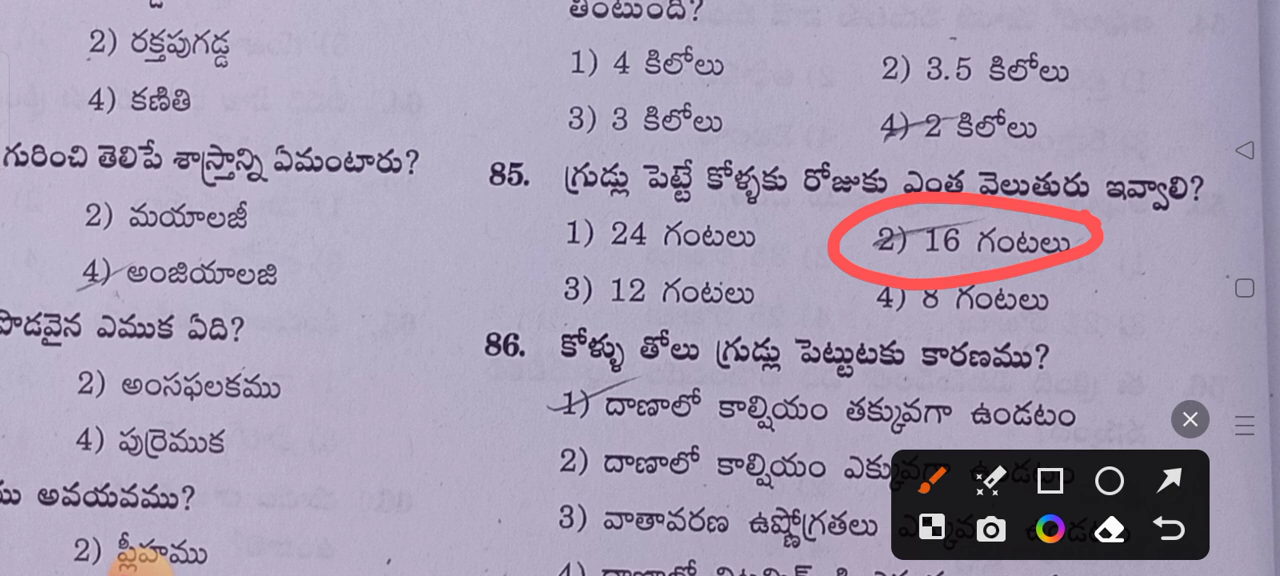 2) రక్తపుగడ్డ
4) కణితి
గురించి తెలిపే శాస్త్రాన్ని ఏమంటారు?
2) మయాలజీ
4) అంజియాలజి
పొడవైన ఎముక ఏది?
2) అంసఫలకము
4) పుర్రెముక
ము అవయవము?
2) ప్లీహము
తింటుంది?
1) 4 కిలోలు 2) 3.5 కిలోలు
3) 3 కిలోలు 4) 2 కిలోలు
85. గ్రుడ్లు పెట్టే కోళ్ళకు రోజుకు ఎంత వెలుతురు ఇవ్వాలి?
1) 24 గంటలు 2) 16 గంటలు
3) 12 గంటలు 4) 8 గంటలు
86. కోళ్ళు తోలు గ్రుడ్లు పెట్టుటకు కారణము?
1) దాణాలో కాల్షియం తక్కువగా ఉండటం
2) దాణాలో కాల్షియం ఎక్కువగా ఉండటం
3) వాతావరణ ఉష్ణోగ్రతలు